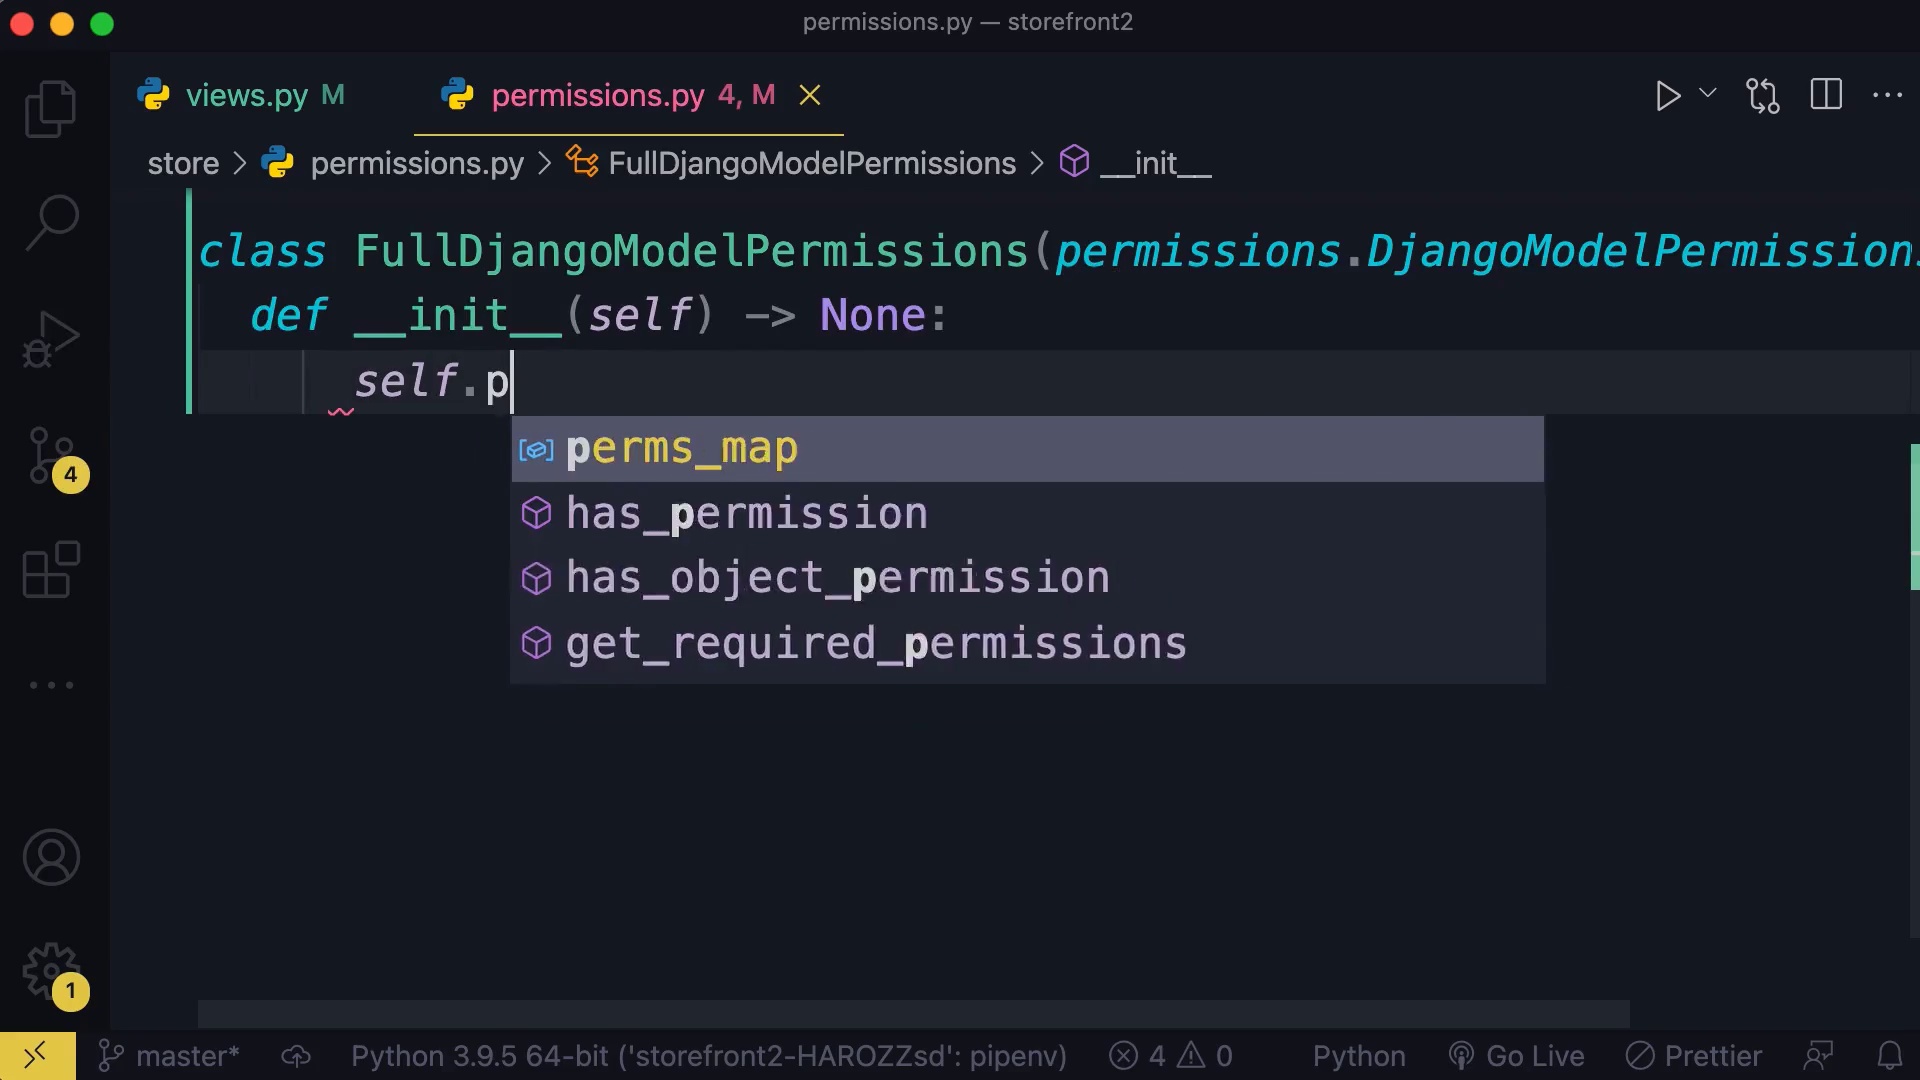 permissions.py — storefront2
views.py M permissions.py 4, M
store > permissions.py > FullDjangoModelPermissions > __init__
class FullDjangoModelPermissions(permissions.DjangoModelPermission
def __init__(self) -> None:
self.p
perms_map
has_permission
has_object_permission
get_required_permissions
4
1
master* Python 3.9.5 64-bit ('storefront2-HAROZZsd': pipenv) 4 0 Python Go Live Prettier